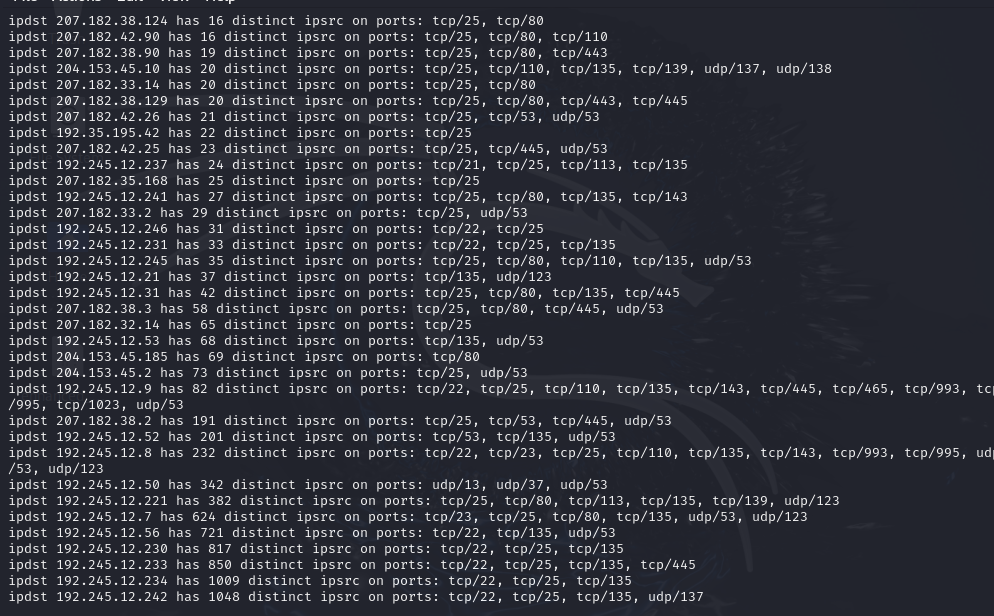 ipdst 207.182.38.124 has 16 distinct ipsrc on ports: tcp/25, tcp/80
ipdst 207.182.42.90 has 16 distinct ipsrc on ports: tcp/25, tcp/80, tcp/110
ipdst 207.182.38.90 has 19 distinct ipsrc on ports: tcp/25, tcp/80, tcp/443
ipdst 204.153.45.10 has 20 distinct ipsrc on ports: tcp/25, tcp/110, tcp/135, tcp/139, udp/137, udp/138
ipdst 207.182.33.14 has 20 distinct ipsrc on ports: tcp/25, tcp/80
ipdst 207.182.38.129 has 20 distinct ipsrc on ports: tcp/25, tcp/80, tcp/443, tcp/445
ipdst 207.182.42.26 has 21 distinct ipsrc on ports: tcp/25, tcp/53, udp/53
ipdst 192.35.195.42 has 22 distinct ipsrc on ports: tcp/25
ipdst 207.182.42.25 has 23 distinct ipsrc on ports: tcp/25, tcp/445, udp/53
ipdst 192.245.12.237 has 24 distinct ipsrc on ports: tcp/21, tcp/25, tcp/113, tcp/135
ipdst 207.182.35.168 has 25 distinct ipsrc on ports: tcp/25
ipdst 192.245.12.241 has 27 distinct ipsrc on ports: tcp/25, tcp/80, tcp/135, tcp/143
ipdst 207.182.33.2 has 29 distinct ipsrc on ports: tcp/25, udp/53
ipdst 192.245.12.246 has 31 distinct ipsrc on ports: tcp/22, tcp/25
ipdst 192.245.12.231 has 33 distinct ipsrc on ports: tcp/22, tcp/25, tcp/135
ipdst 192.245.12.245 has 35 distinct ipsrc on ports: tcp/25, tcp/80, tcp/110, tcp/135, udp/53
ipdst 192.245.12.21 has 37 distinct ipsrc on ports: tcp/135, udp/123
ipdst 192.245.12.31 has 42 distinct ipsrc on ports: tcp/25, tcp/80, tcp/135, tcp/445
ipdst 207.182.38.3 has 58 distinct ipsrc on ports: tcp/25, tcp/80, tcp/445, udp/53
ipdst 207.182.32.14 has 65 distinct ipsrc on ports: tcp/25
ipdst 192.245.12.53 has 68 distinct ipsrc on ports: tcp/135, udp/53
ipdst 204.153.45.185 has 69 distinct ipsrc on ports: tcp/80
ipdst 204.153.45.2 has 73 distinct ipsrc on ports: tcp/25, udp/53
ipdst 192.245.12.9 has 82 distinct ipsrc on ports: tcp/22, tcp/25, tcp/110, tcp/135, tcp/143, tcp/445, tcp/465, tcp/993, tc
/995, tcp/1023, udp/53
ipdst 207.182.38.2 has 191 distinct ipsrc on ports: tcp/25, tcp/53, tcp/445, udp/53
ipdst 192.245.12.52 has 201 distinct ipsrc on ports: tcp/53, tcp/135, udp/53
ipdst 192.245.12.8 has 232 distinct ipsrc on ports: tcp/22, tcp/23, tcp/25, tcp/110, tcp/135, tcp/143, tcp/993, tcp/995, ud
/53, udp/123
ipdst 192.245.12.50 has 342 distinct ipsrc on ports: udp/13, udp/37, udp/53
ipdst 192.245.12.221 has 382 distinct ipsrc on ports: tcp/25, tcp/80, tcp/113, tcp/135, tcp/139, udp/123
ipdst 192.245.12.7 has 624 distinct ipsrc on ports: tcp/23, tcp/25, tcp/80, tcp/135, udp/53, udp/123
ipdst 192.245.12.56 has 721 distinct ipsrc on ports: tcp/22, tcp/135, udp/53
ipdst 192.245.12.230 has 817 distinct ipsrc on ports: tcp/22, tcp/25, tcp/135
ipdst 192.245.12.233 has 850 distinct ipsrc on ports: tcp/22, tcp/25, tcp/135, tcp/445
ipdst 192.245.12.234 has 1009 distinct ipsrc on ports: tcp/22, tcp/25, tcp/135
ipdst 192.245.12.242 has 1048 distinct ipsrc on ports: tcp/22, tcp/25, tcp/135, udp/137